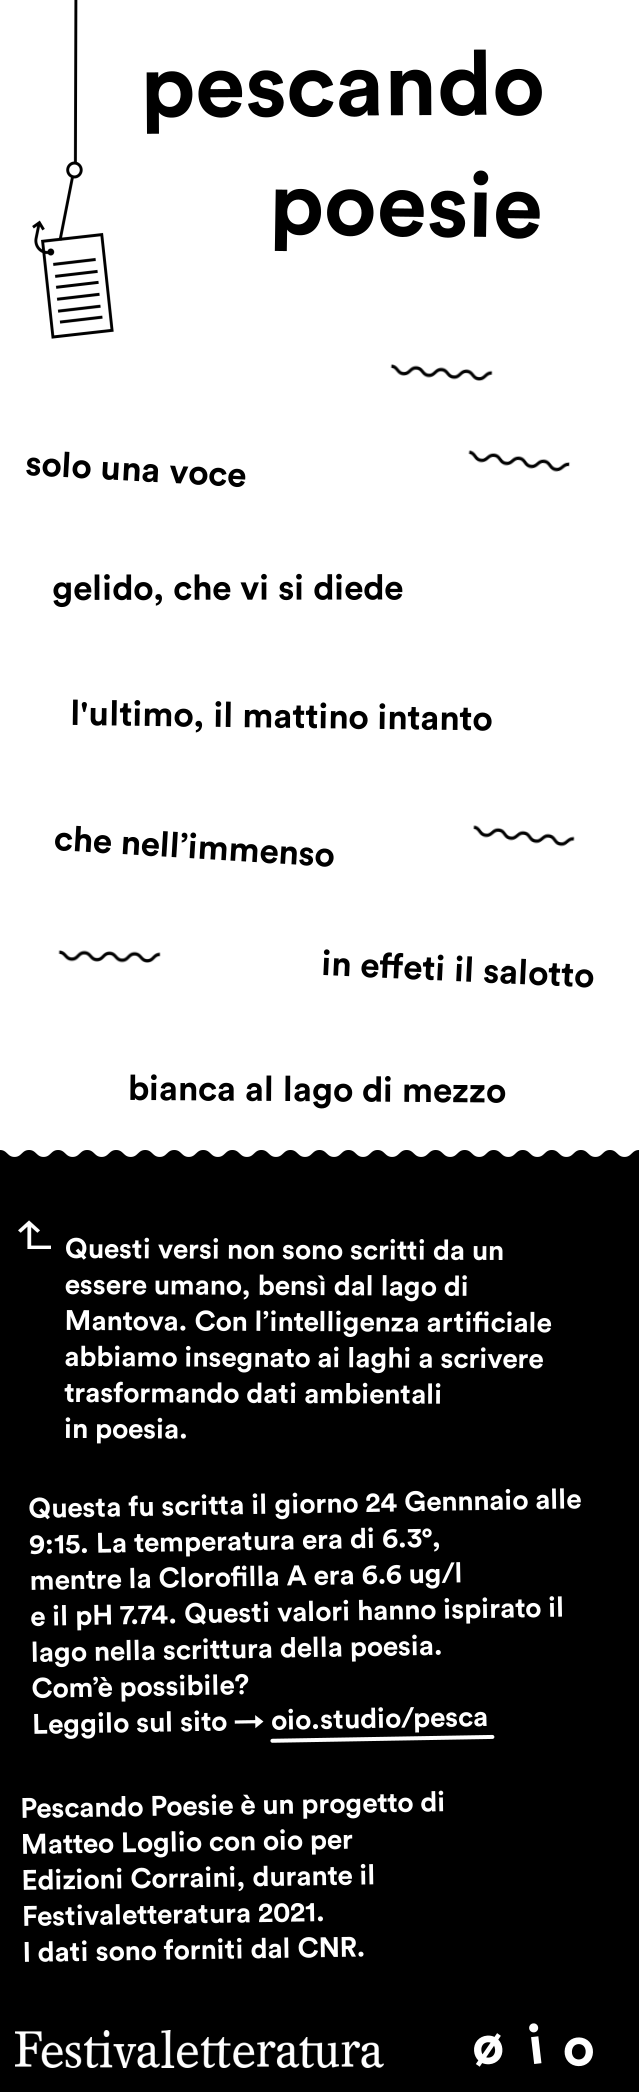 pescando
poesie
solo una voce
gelido, che vi si diede
l'ultimo, il mattino intanto
che nell’immenso
in effeti il salotto
bianca al lago di mezzo
Questi versi non sono scritti da un
essere umano, bensì dal lago di
Mantova. Con l’intelligenza artificiale
abbiamo insegnato ai laghi a scrivere
trasformando dati ambientali
in poesia.
Questa fu scritta il giorno 24 Gennnaio alle
9:15. La temperatura era di 6.3°,
mentre la Clorofilla A era 6.6 ug/l
e il pH 7.74. Questi valori hanno ispirato il
lago nella scrittura della poesia.
Com’è possibile?
Leggilo sul sito → oio.studio/pesca
Pescando Poesie è un progetto di
Matteo Loglio con oio per
Edizioni Corraini, durante il
Festivaletteratura 2021.
I dati sono forniti dal CNR.
Festivaletteratura øio